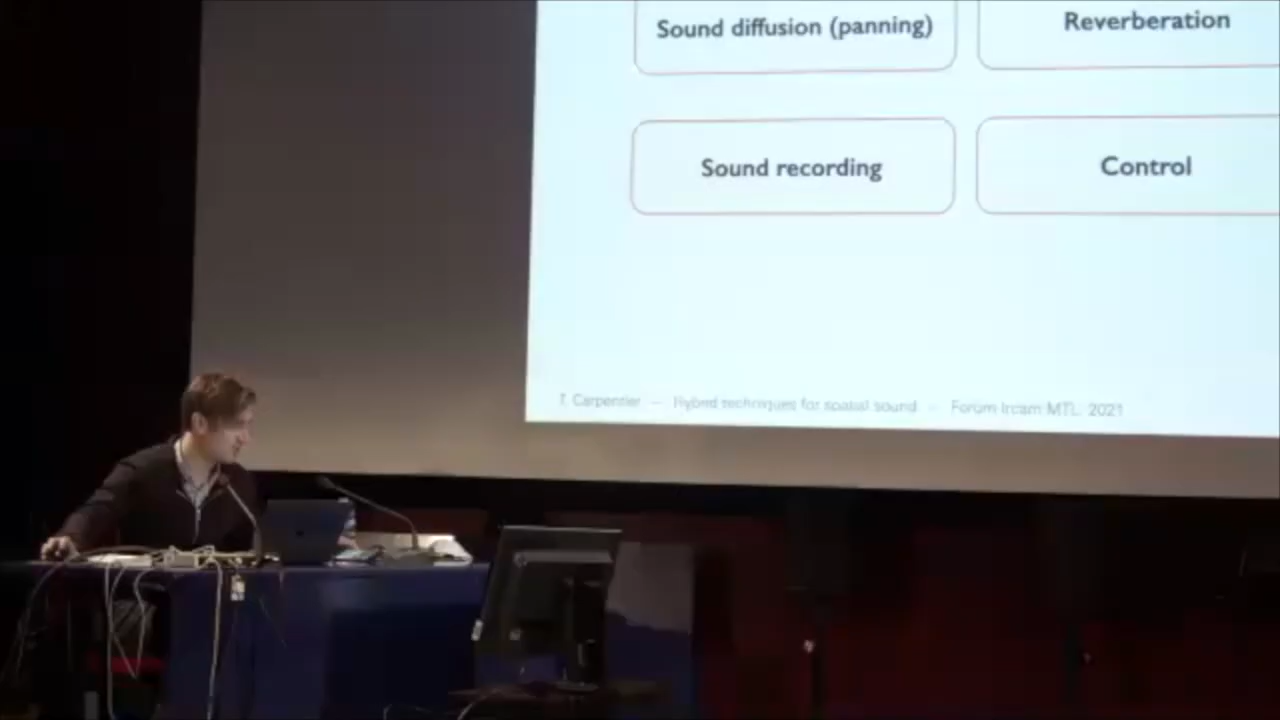 Sound diffusion (panning)
Reverberation
Sound recording
Control
T. Carpentier — Hybrid techniques for spatial sound — Forum Ircam MTL 2021